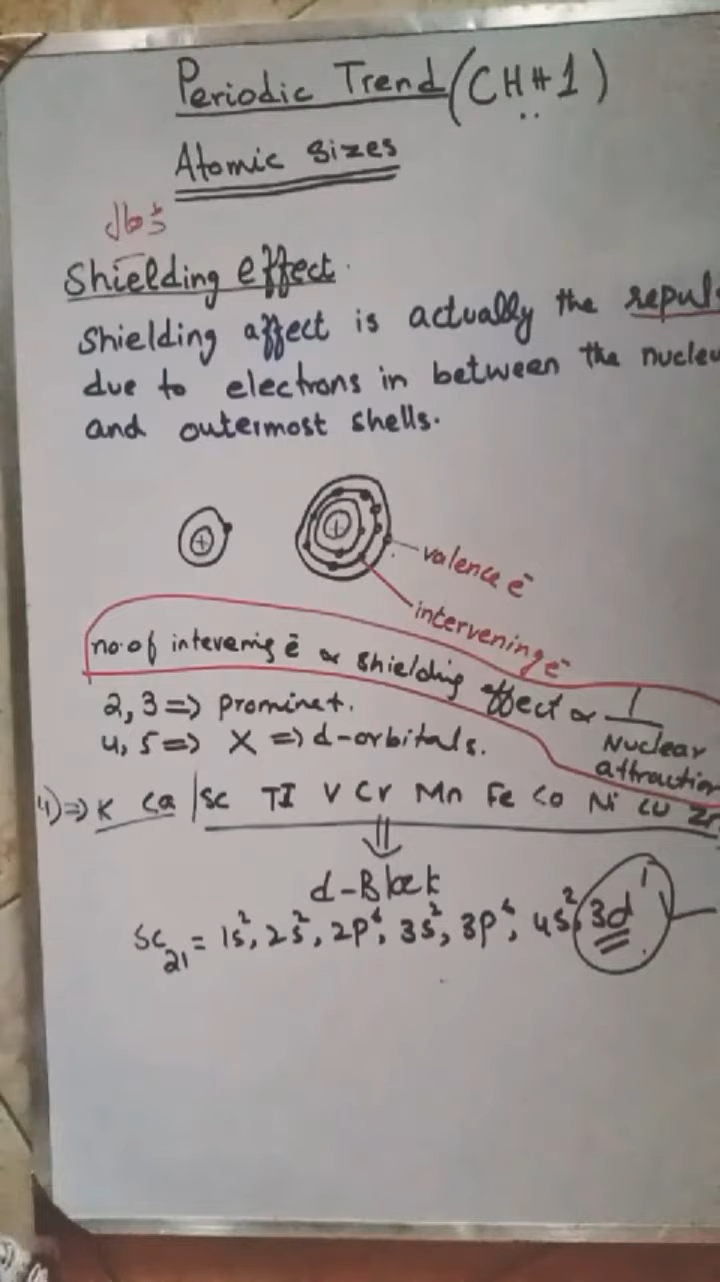 Periodic Trend (CH#1)
Atomic sizes
Shielding effect.
Shielding affect is actually the repuls
due to electrons in between the nucleu
and outermost shells.
+ +
valence e⁻
intervening e⁻
no. of intevenig e⁻ ∝ shielding effect ∝ 1
Nuclear
attraction
2, 3 => prominet.
4, 5 => X => d-orbitals.
4) => K Ca / Sc TI V Cr Mn Fe Co Ni Cu Zn
d-Block
Sc₂₁ = 1s², 2s², 2p⁶, 3s², 3p⁶, 4s², 3d¹